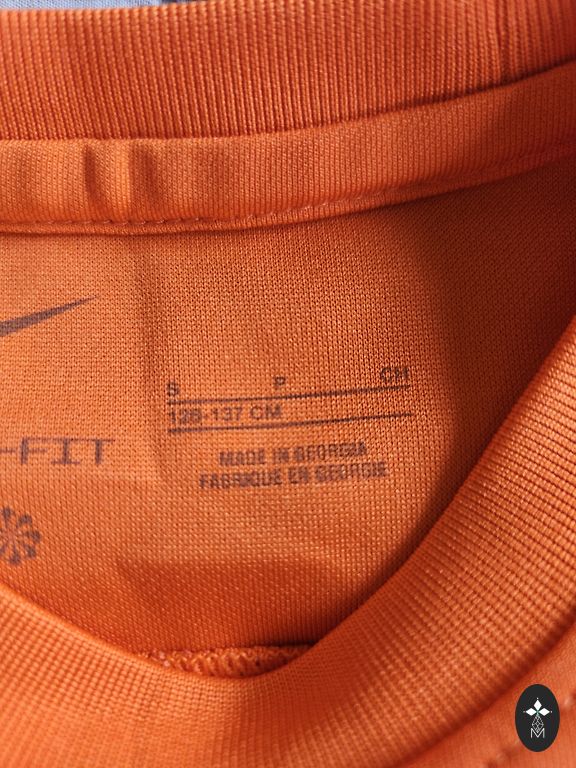 S P CH
128-137 CM
-FIT
MADE IN GEORGIA
FABRIQUE EN GEORGIE
M